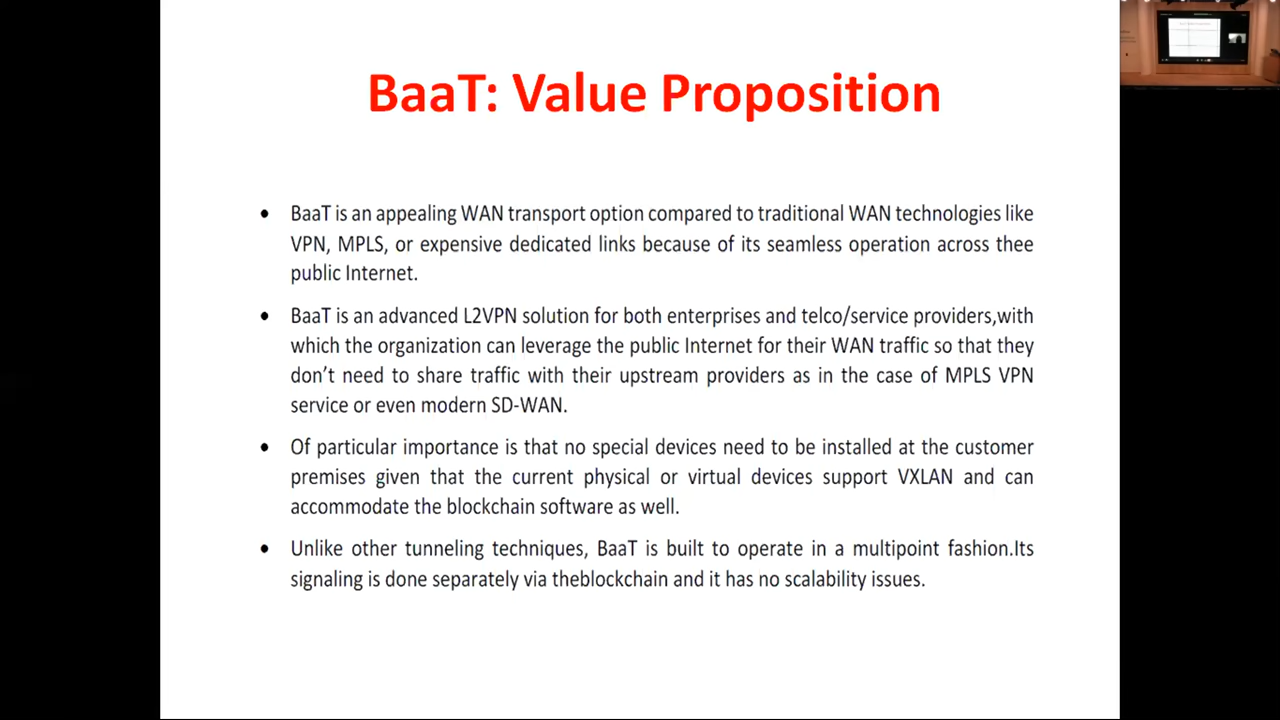 BaaT: Value Proposition
• BaaT is an appealing WAN transport option compared to traditional WAN technologies like
VPN, MPLS, or expensive dedicated links because of its seamless operation across thee
public Internet.
• BaaT is an advanced L2VPN solution for both enterprises and telco/service providers,with
which the organization can leverage the public Internet for their WAN traffic so that they
don’t need to share traffic with their upstream providers as in the case of MPLS VPN
service or even modern SD-WAN.
• Of particular importance is that no special devices need to be installed at the customer
premises given that the current physical or virtual devices support VXLAN and can
accommodate the blockchain software as well.
• Unlike other tunneling techniques, BaaT is built to operate in a multipoint fashion.Its
signaling is done separately via theblockchain and it has no scalability issues.